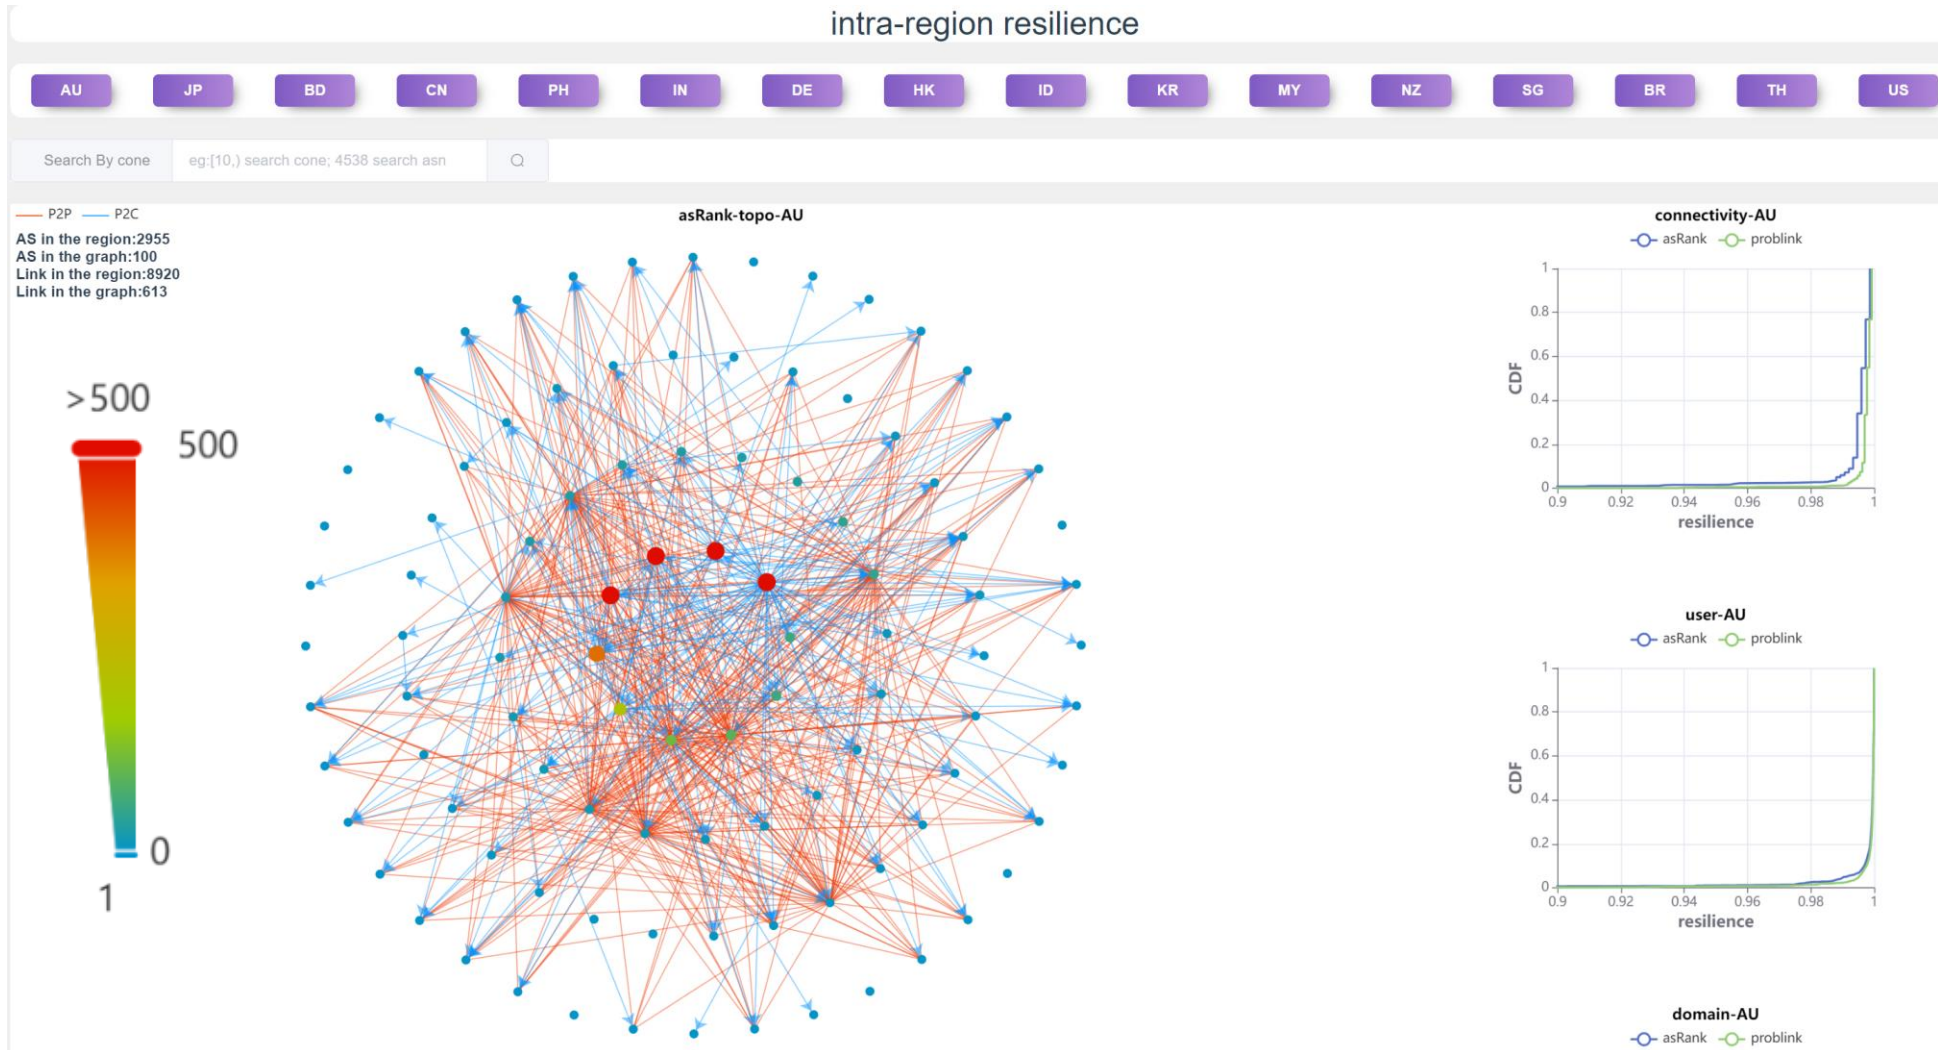 intra-region resilience
AU JP BD CN PH IN DE HK ID KR MY NZ SG BR TH US
Search By cone eg:[10,) search cone; 4538 search asn
P2P P2C
AS in the region:2955
AS in the graph:100
Link in the region:8920
Link in the graph:613
>500
500
0
1
asRank-topo-AU
connectivity-AU
asRank problink
1
0.8
0.6
0.4
0.2
0
CDF
0.9 0.92 0.94 0.96 0.98 1
resilience
user-AU
asRank problink
1
0.8
0.6
0.4
0.2
0
CDF
0.9 0.92 0.94 0.96 0.98 1
resilience
domain-AU
asRank problink